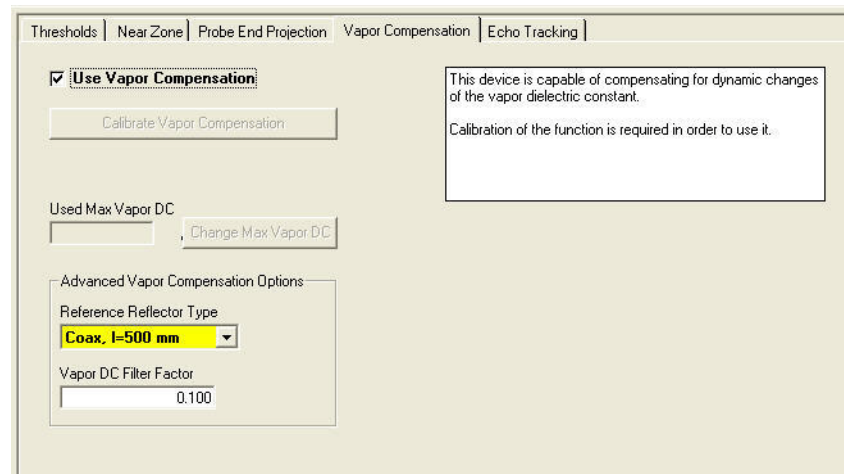 Thresholds
Near Zone
Probe End Projection
Vapor Compensation
Echo Tracking
Use Vapor Compensation
Calibrate Vapor Compensation
This device is capable of compensating for dynamic changes
of the vapor dielectric constant.
Calibration of the function is required in order to use it.
Used Max Vapor DC
Change Max Vapor DC
Advanced Vapor Compensation Options
Reference Reflector Type
Coax, l=500 mm
Vapor DC Filter Factor
0.100